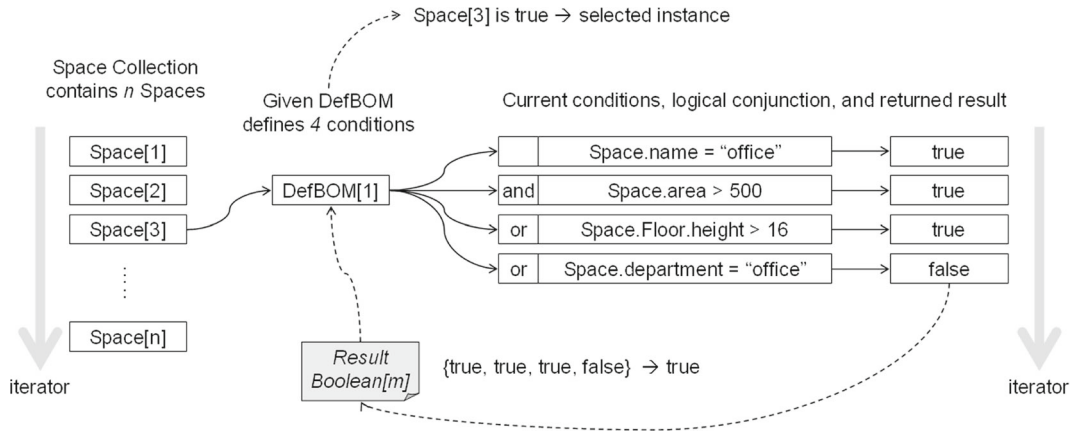 Space[3] is true → selected instance
Space Collection
contains n Spaces
Given DefBOM
defines 4 conditions
Current conditions, logical conjunction, and returned result
Space[1]
Space[2]
Space[3]
Space[n]
iterator
DefBOM[1]
Space.name = “office”
true
and
Space.area > 500
true
or
Space.Floor.height > 16
true
or
Space.department = “office”
false
Result
Boolean[m]
{true, true, true, false} → true
iterator